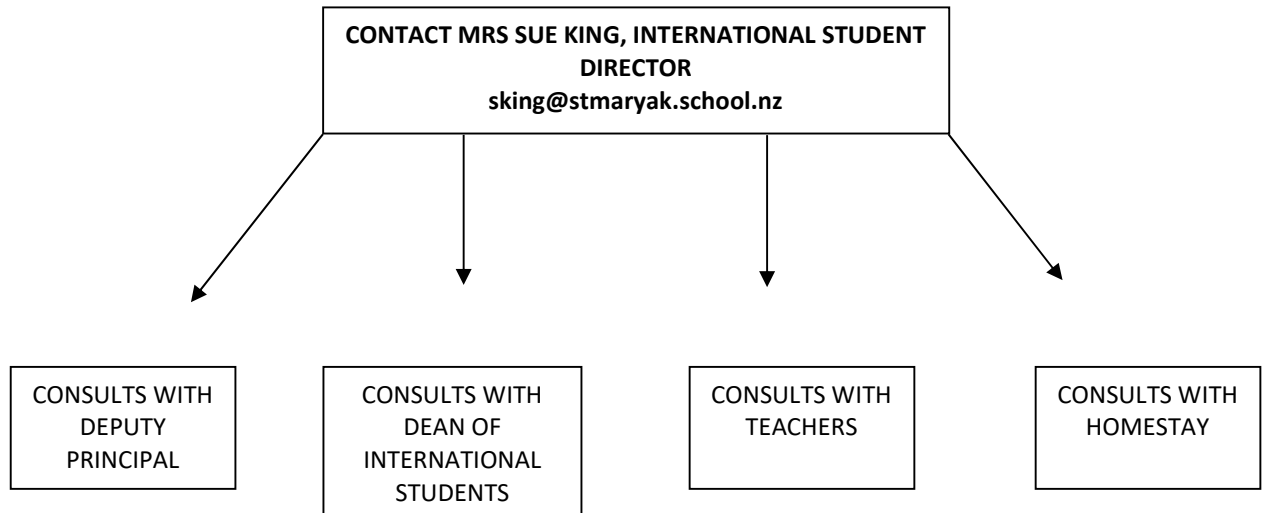 CONTACT MRS SUE KING, INTERNATIONAL STUDENT
DIRECTOR
sking@stmaryak.school.nz
CONSULTS WITH
DEPUTY
PRINCIPAL
CONSULTS WITH
DEAN OF
INTERNATIONAL
STUDENTS
CONSULTS WITH
TEACHERS
CONSULTS WITH
HOMESTAY